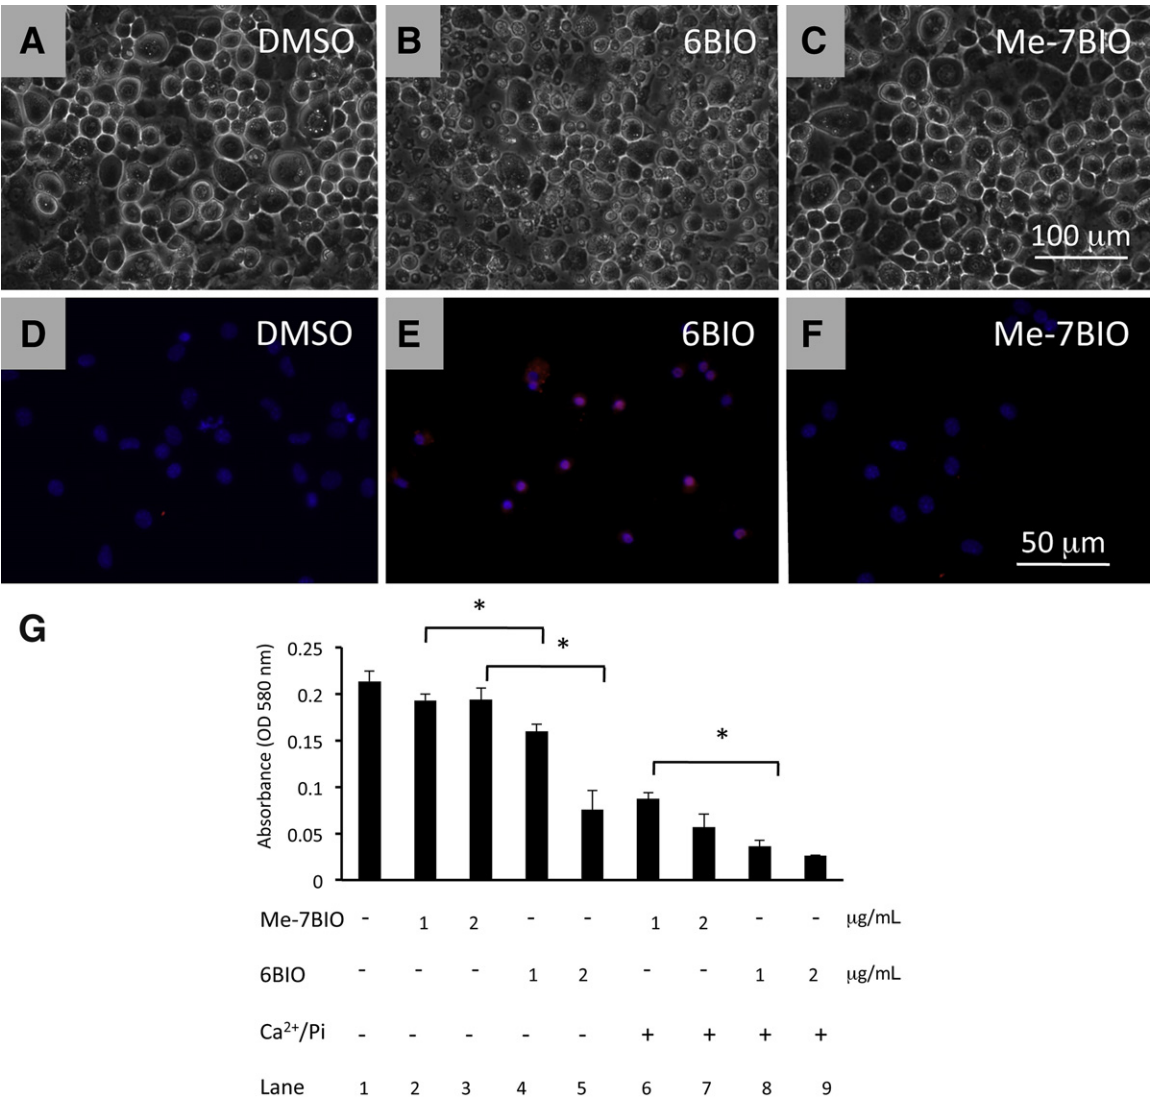 A DMSO B 6BIO C Me-7BIO
100 µm
D DMSO E 6BIO F Me-7BIO
50 µm
G
* *
Absorbance (OD 580 nm)
0.25
0.2
*
0.15
0.1
0.05
0
Me-7BIO - 1 2 - - 1 2 - - µg/mL
6BIO - - - 1 2 - - 1 2 µg/mL
Ca²⁺/Pi - - - - - + + + +
Lane 1 2 3 4 5 6 7 8 9